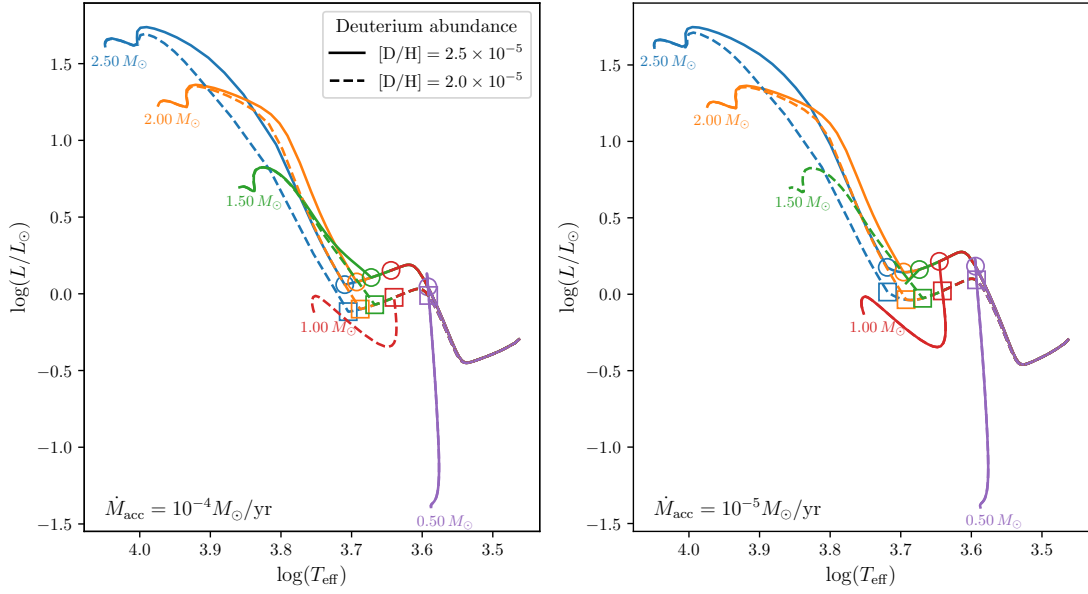 Deuterium abundance
[D/H] = 2.5 × 10⁻⁵
[D/H] = 2.0 × 10⁻⁵
2.50 M⊙
2.00 M⊙
1.50 M⊙
1.00 M⊙
0.50 M⊙
Ṁacc = 10⁻⁴M⊙/yr
log(L/L⊙)
1.5
1.0
0.5
0.0
−0.5
−1.0
−1.5
4.0 3.9 3.8 3.7 3.6 3.5
log(Teff)
2.50 M⊙
2.00 M⊙
1.50 M⊙
1.00 M⊙
0.50 M⊙
Ṁacc = 10⁻⁵M⊙/yr
log(L/L⊙)
1.5
1.0
0.5
0.0
−0.5
−1.0
−1.5
4.0 3.9 3.8 3.7 3.6 3.5
log(Teff)